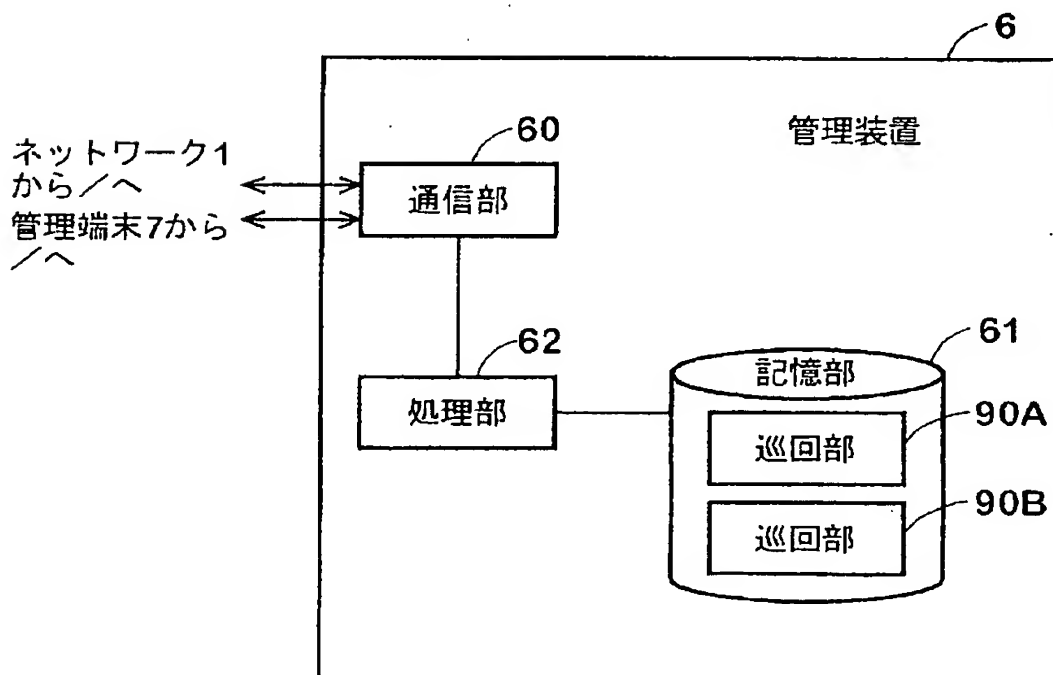 6
管理装置
ネットワーク1
から/へ
管理端末7から
/へ
60
通信部
62
処理部
61
記憶部
90A
巡回部
90B
巡回部